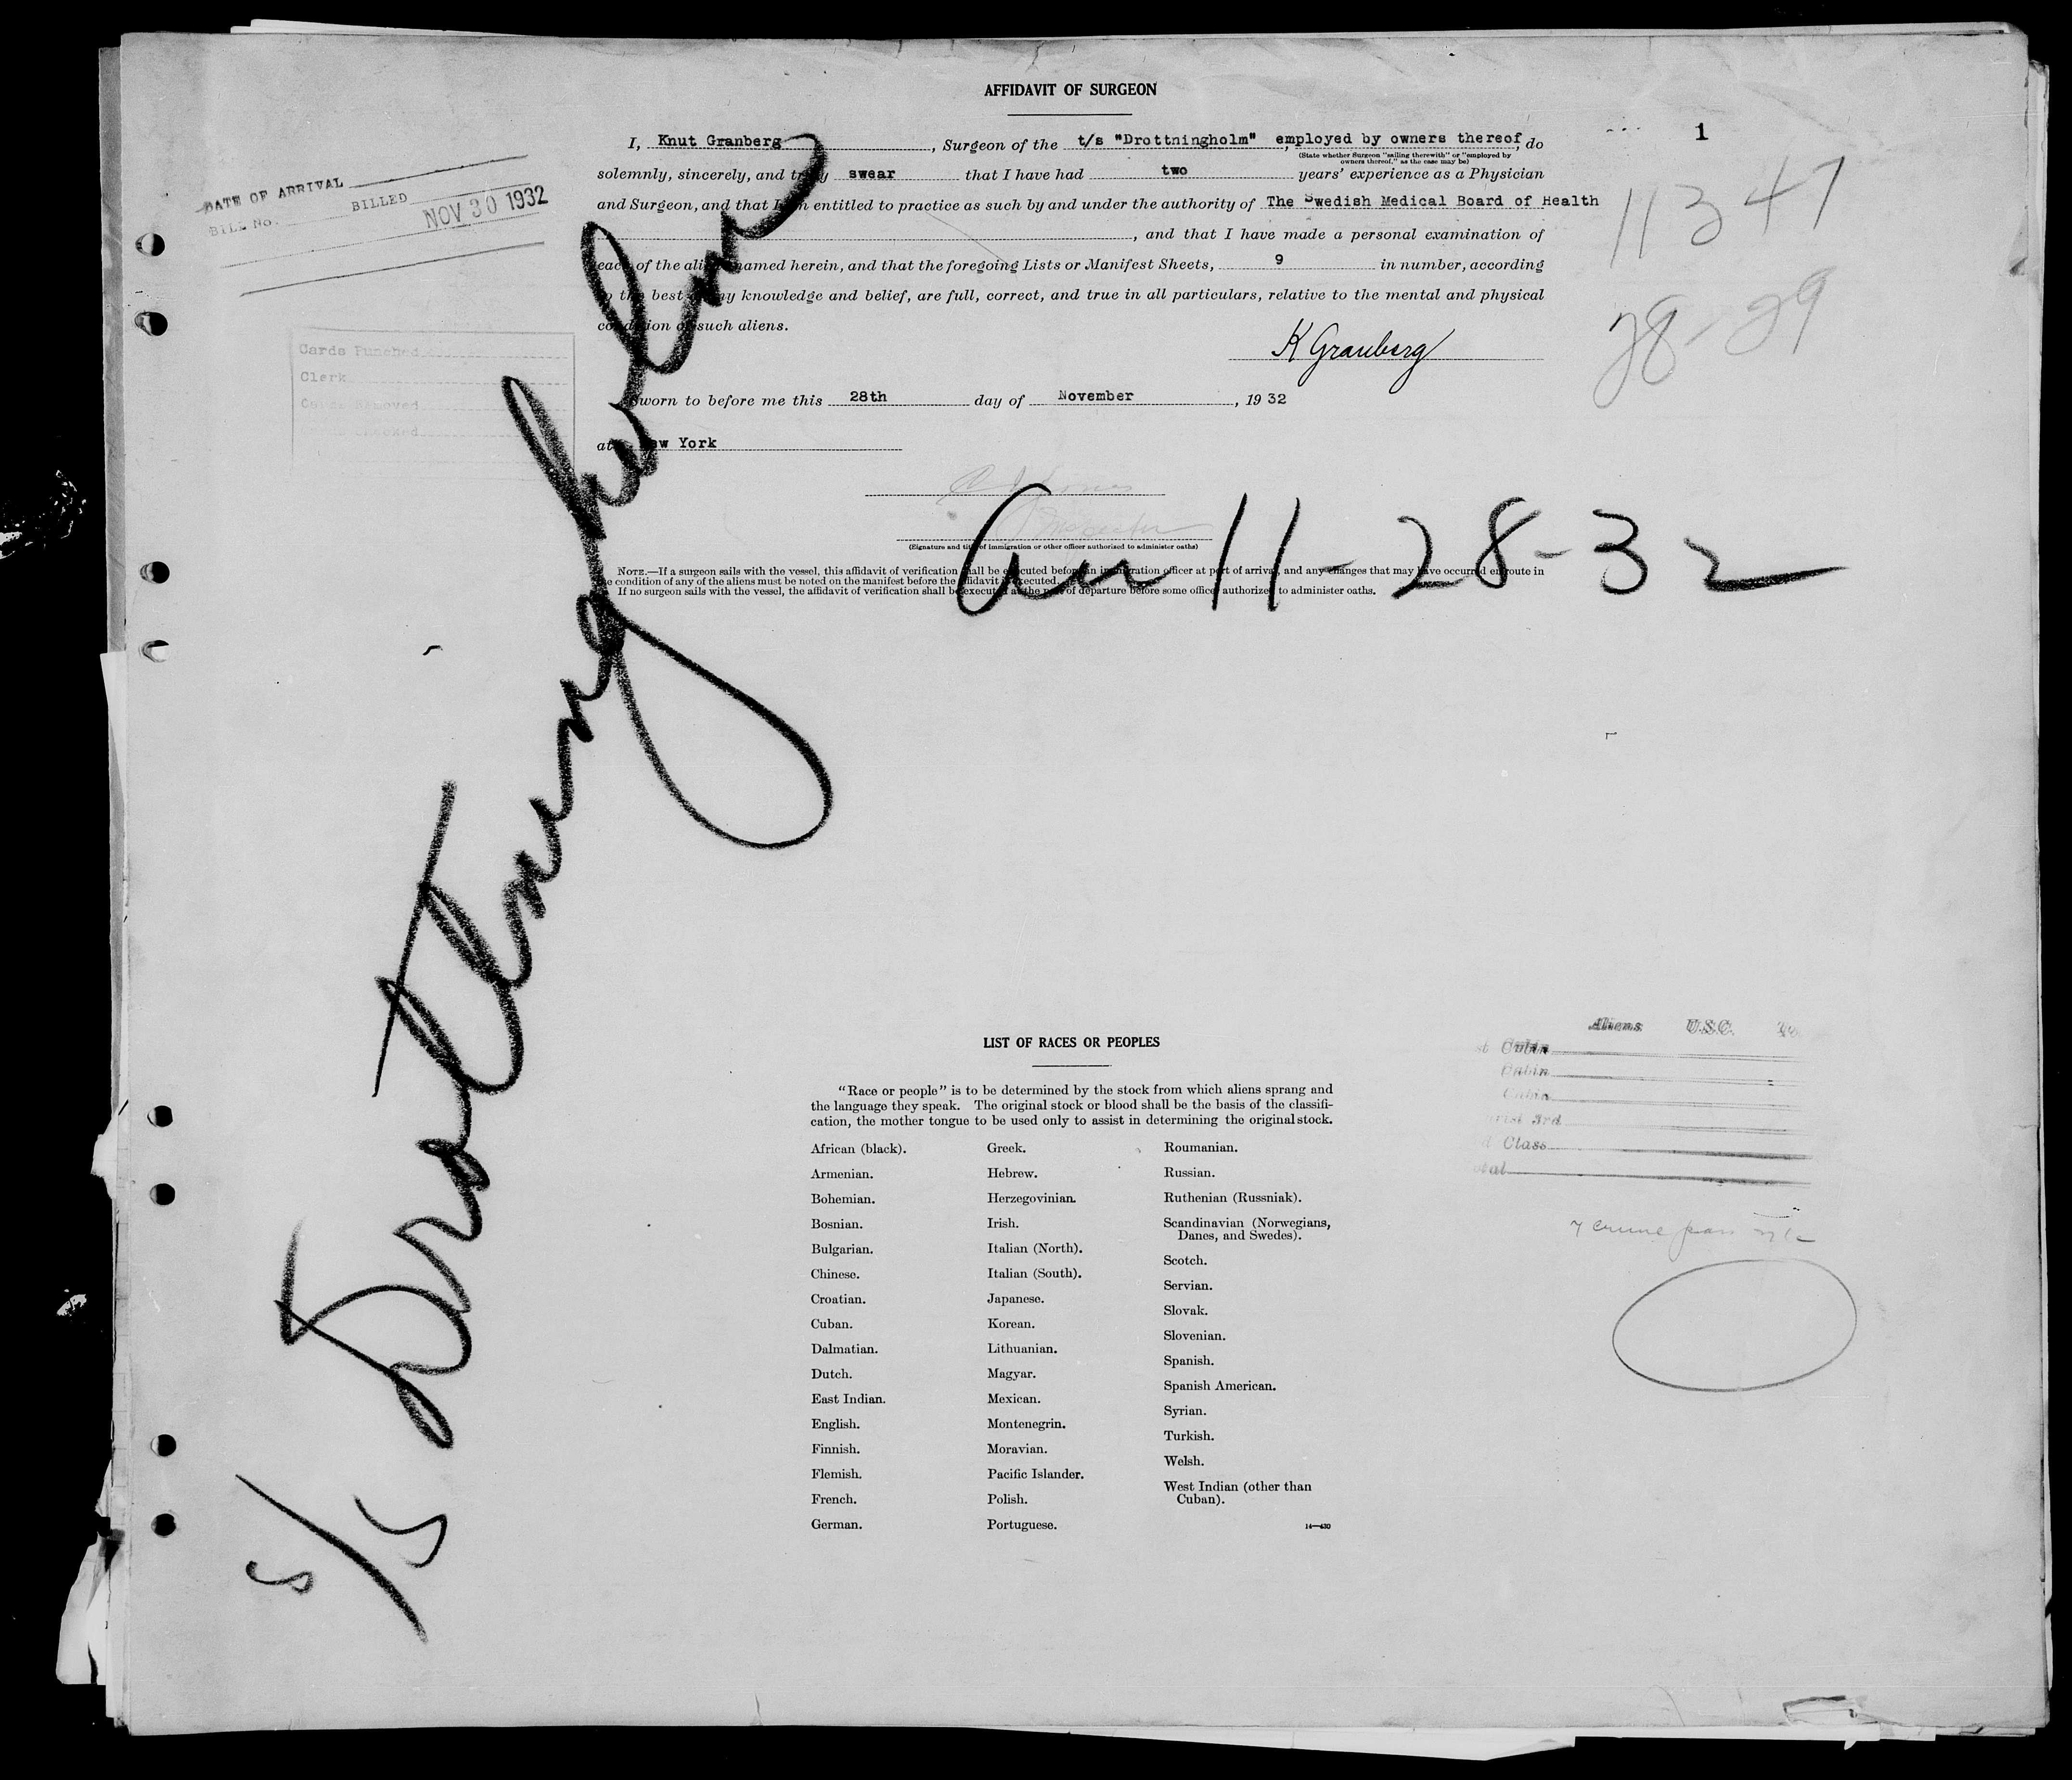 AFFIDAVIT OF SURGEON
1
I, Knut Granberg, Surgeon of the t/s "Drottningholm", employed by owners thereof, do
(State whether Surgeon "sailing therewith" or "employed by
owners thereof," as the case may be)
solemnly, sincerely, and truly swear that I have had two years' experience as a Physician
and Surgeon, and that I am entitled to practice as such by and under the authority of The Swedish Medical Board of Health
, and that I have made a personal examination of
each of the aliens named herein, and that the foregoing Lists or Manifest Sheets, 9 in number, according
to the best of my knowledge and belief, are full, correct, and true in all particulars, relative to the mental and physical
condition of such aliens.
K Granberg
Sworn to before me this 28th day of November, 1932
at New York
(Signature and title of immigration or other officer authorized to administer oaths)
NOTE.—If a surgeon sails with the vessel, this affidavit of verification shall be executed before an immigration officer at port of arrival, and any changes that may have occurred en route in
the condition of any of the aliens must be noted on the manifest before the affidavit is executed.
If no surgeon sails with the vessel, the affidavit of verification shall be executed at the port of departure before some officer authorized to administer oaths.
DATE OF ARRIVAL
BILL No. BILLED NOV 30 1932
Cards Punched
Clerk
Cards Removed
Checked
11347
28-29
Arr 11-28-32
S/S Drottningholm
LIST OF RACES OR PEOPLES
"Race or people" is to be determined by the stock from which aliens sprang and
the language they speak. The original stock or blood shall be the basis of the classifi-
cation, the mother tongue to be used only to assist in determining the original stock.
African (black).
Armenian.
Bohemian.
Bosnian.
Bulgarian.
Chinese.
Croatian.
Cuban.
Dalmatian.
Dutch.
East Indian.
English.
Finnish.
Flemish.
French.
German.
Greek.
Hebrew.
Herzegovinian.
Irish.
Italian (North).
Italian (South).
Japanese.
Korean.
Lithuanian.
Magyar.
Mexican.
Montenegrin.
Moravian.
Pacific Islander.
Polish.
Portuguese.
Roumanian.
Russian.
Ruthenian (Russniak).
Scandinavian (Norwegians,
Danes, and Swedes).
Scotch.
Servian.
Slovak.
Slovenian.
Spanish.
Spanish American.
Syrian.
Turkish.
Welsh.
West Indian (other than
Cuban).
14—430
Aliens U.S.C.
st Cabin
Cabin
Cabin
3rd
Class